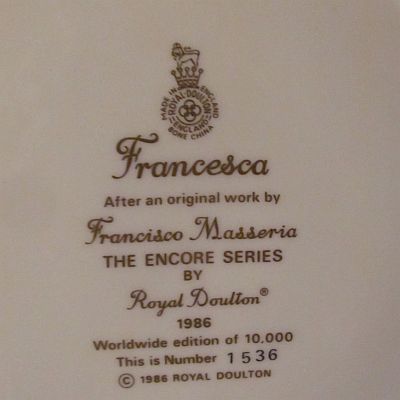 MADE IN ENGLAND
ROYAL DOULTON
ENGLAND
BONE CHINA
Francesca
After an original work by
Francisco Masseria
THE ENCORE SERIES
BY
Royal Doulton®
1986
Worldwide edition of 10,000
This is Number 1536
© 1986 ROYAL DOULTON